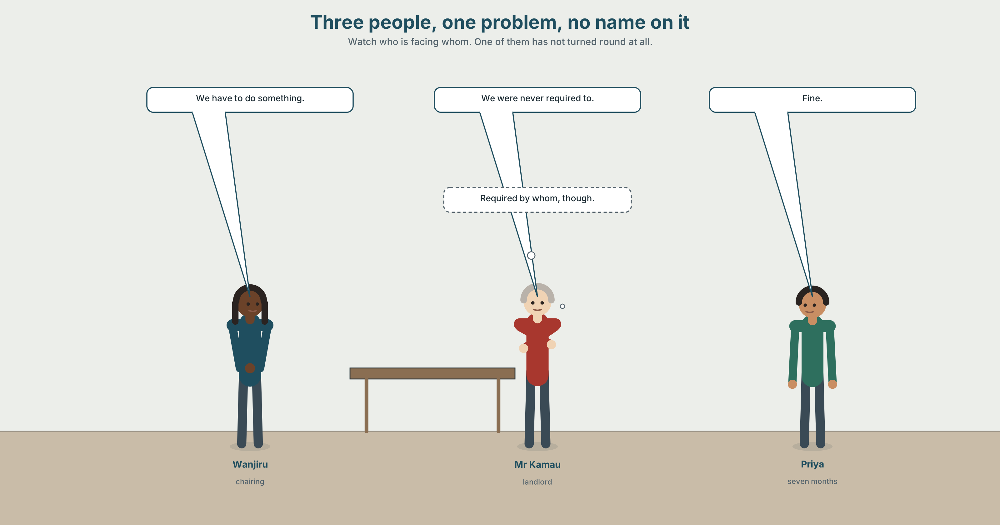 Three people, one problem, no name on it
Watch who is facing whom. One of them has not turned round at all.
We have to do something.
We were never required to.
Fine.
Required by whom, though.
Wanjiru
chairing
Mr Kamau
landlord
Priya
seven months